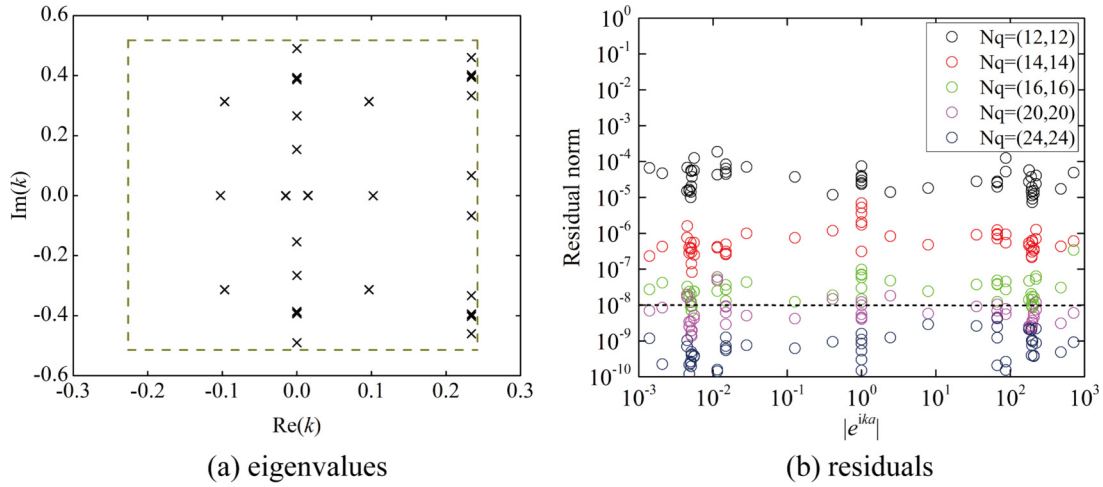 0.6
0.4
0.2
0.0
-0.2
-0.4
-0.6
-0.3 -0.2 -0.1 0.0 0.1 0.2 0.3
Im(k)
Re(k)
(a) eigenvalues
10^0
10^-1
10^-2
10^-3
10^-4
10^-5
10^-6
10^-7
10^-8
10^-9
10^-10
10^-3 10^-2 10^-1 10^0 10^1 10^2 10^3
Residual norm
|e^ika|
Nq=(12,12)
Nq=(14,14)
Nq=(16,16)
Nq=(20,20)
Nq=(24,24)
(b) residuals